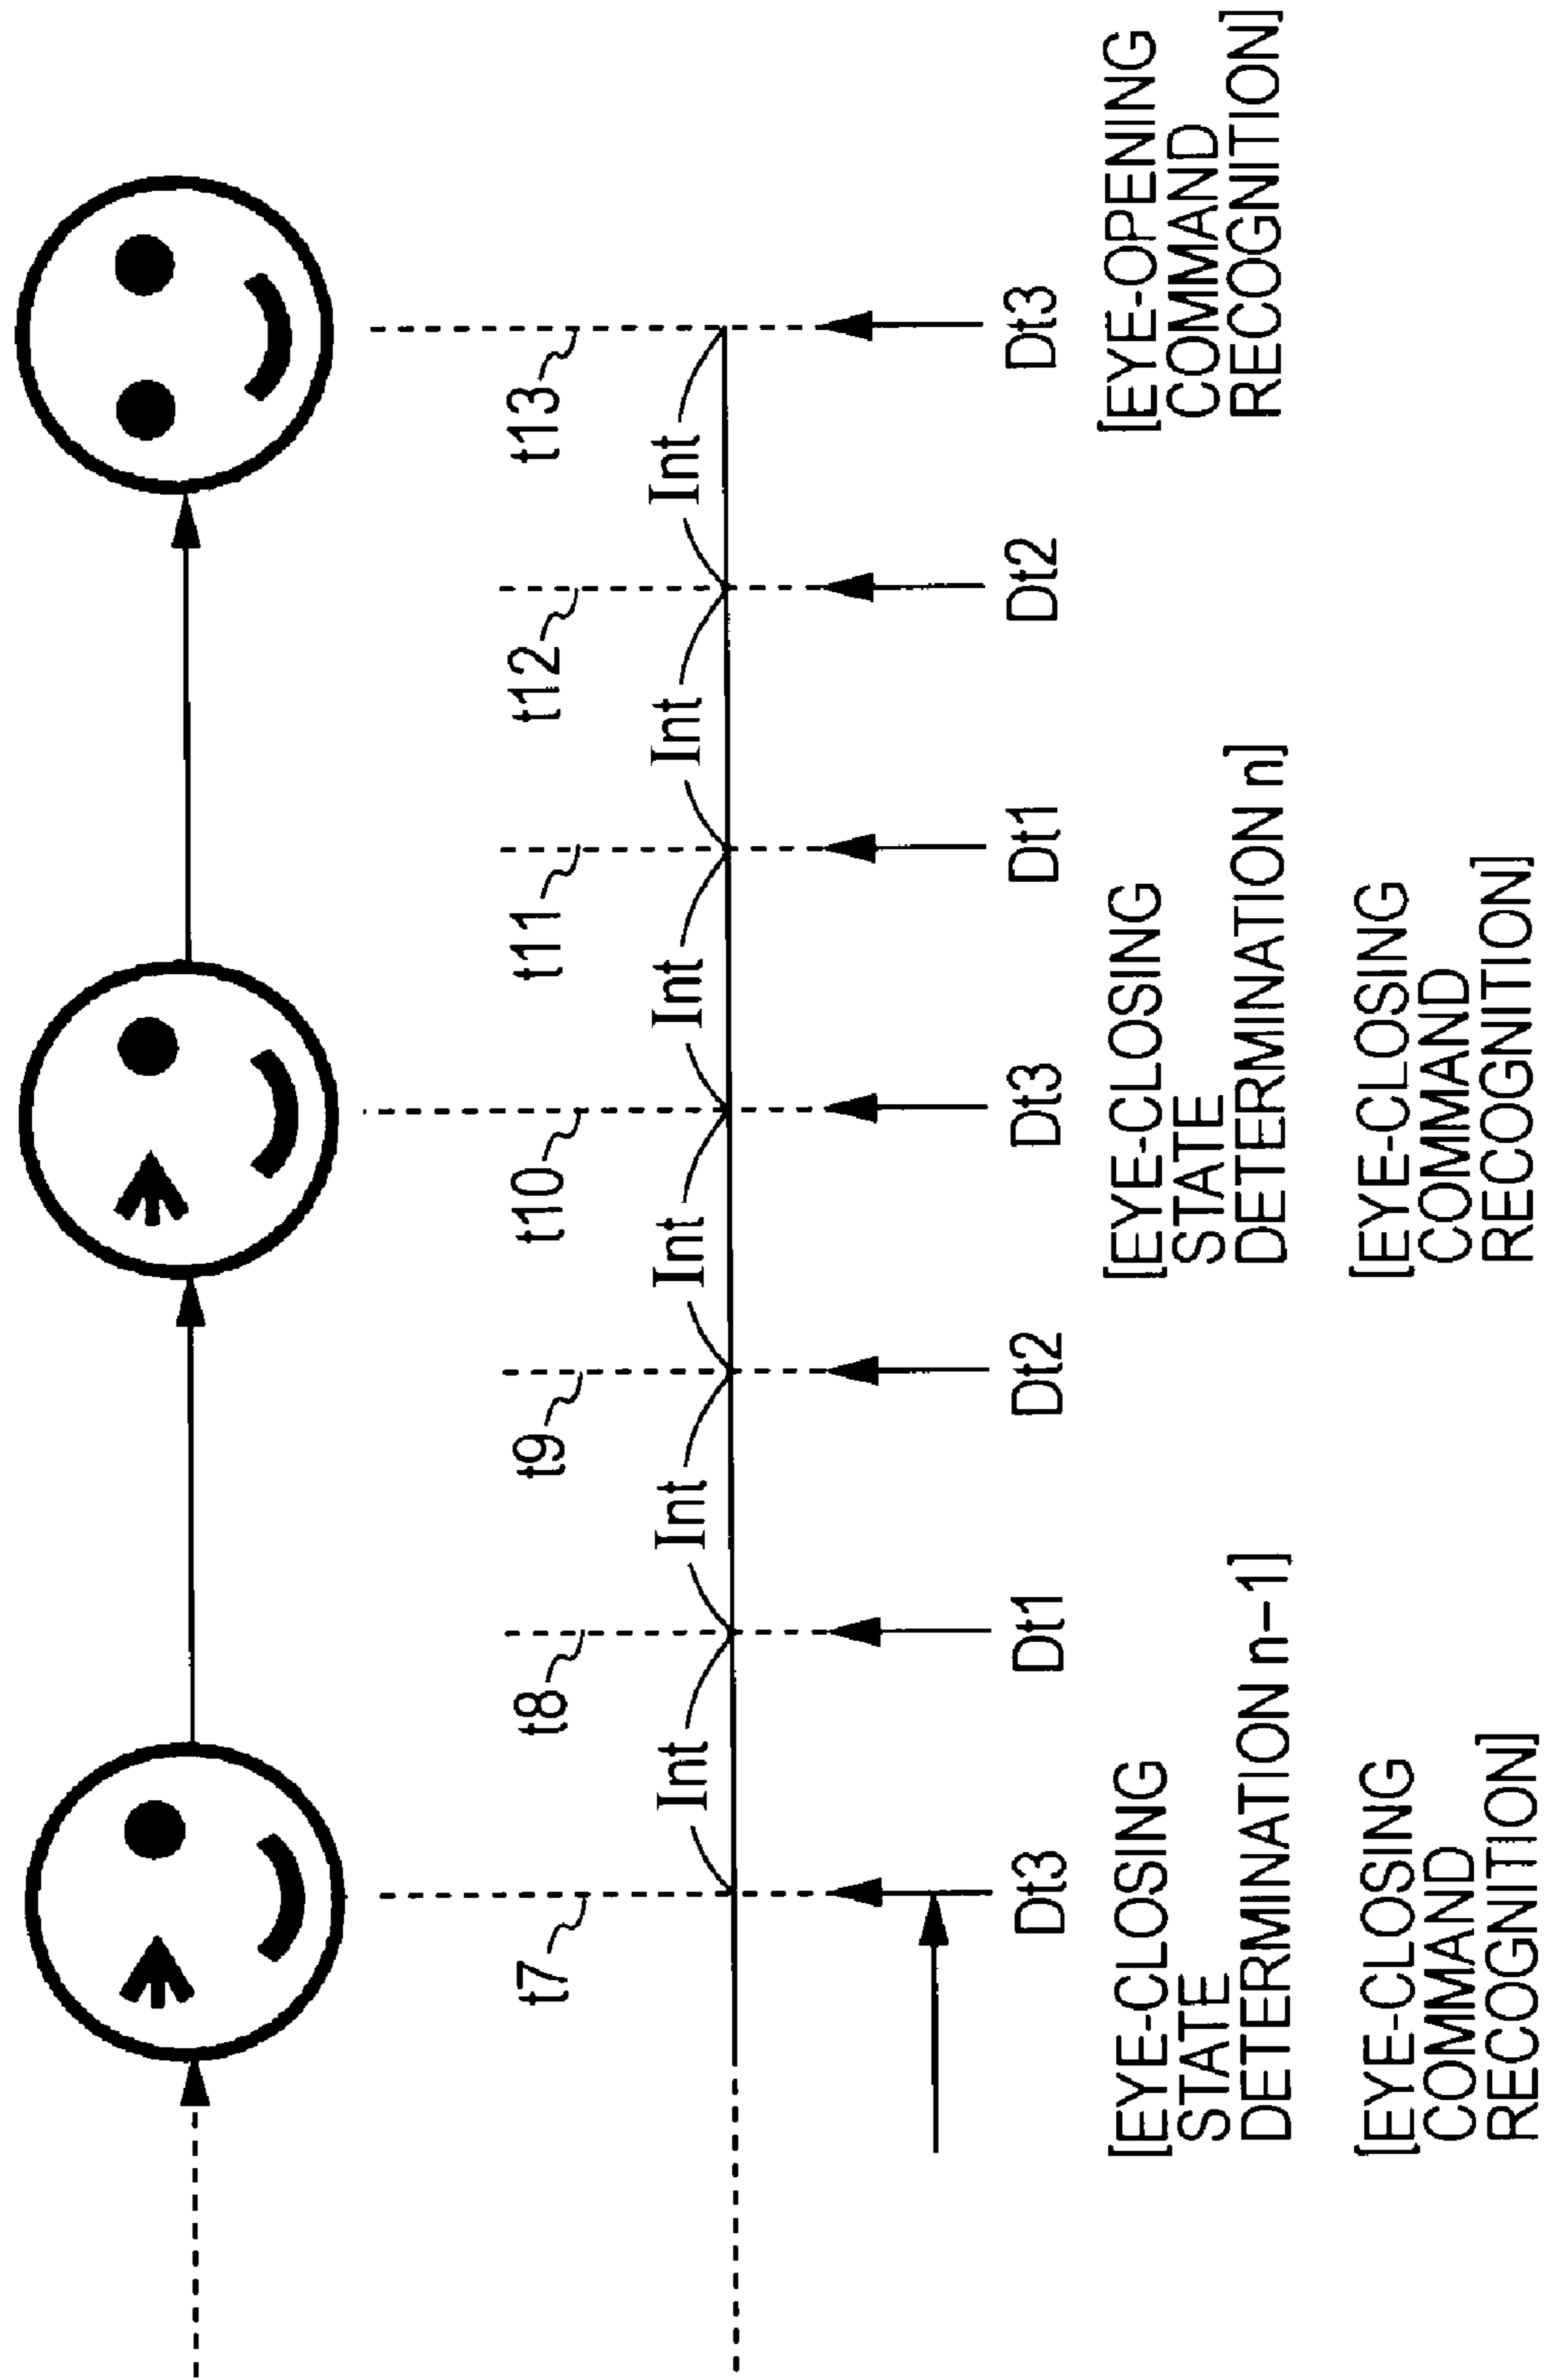 t7
t8
t9
t10
t11
t12
t13
Int
Int
Int
Int
Int
Int
Dt3
Dt1
Dt2
Dt3
Dt1
Dt2
Dt3
[EYE-CLOSING
STATE
DETERMINATION n-1]
[EYE-CLOSING
STATE
DETERMINATION n]
[EYE-OPENING
COMMAND
RECOGNITION]
[EYE-CLOSING
COMMAND
RECOGNITION]
[EYE-CLOSING
COMMAND
RECOGNITION]